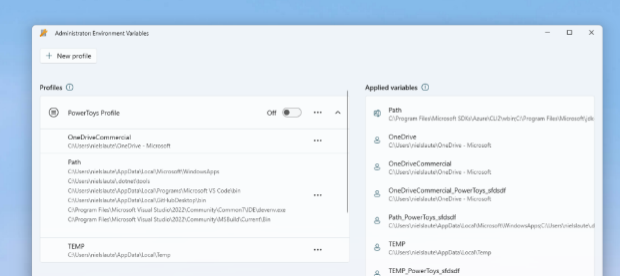 Administrator: Environment Variables
New profile
Profiles
Applied variables
PowerToys Profile
Off
OneDriveCommercial
C:\Users\nielslaute\OneDrive - Microsoft
Path
C:\Users\nielslaute\AppData\Local\Microsoft\WindowsApps
C:\Users\nielslaute\.dotnet\tools
C:\Users\nielslaute\AppData\Local\Programs\Microsoft VS Code\bin
C:\Users\nielslaute\AppData\Local\GitHubDesktop\bin
C:\Program Files\Microsoft Visual Studio\2022\Community\Common7\IDE\devenv.exe
C:\Program Files\Microsoft Visual Studio\2022\Community\MSBuild\Current\Bin
TEMP
C:\Users\nielslaute\AppData\Local\Temp
Path
C:\Program Files\Microsoft SDKs\Azure\CLI2\wbin;C:\Program Files\Microsoft\jdk
OneDrive
C:\Users\nielslaute\OneDrive - Microsoft
OneDriveCommercial
C:\Users\nielslaute\OneDrive - Microsoft
OneDriveCommercial_PowerToys_sfdsdf
C:\Users\nielslaute\OneDrive - Microsoft
Path_PowerToys_sfdsdf
C:\Users\nielslaute\AppData\Local\Microsoft\WindowsApps;C:\Users\nielslaute\.d
TEMP
C:\Users\nielslaute\AppData\Local\Temp
TEMP_PowerToys_sfdsdf